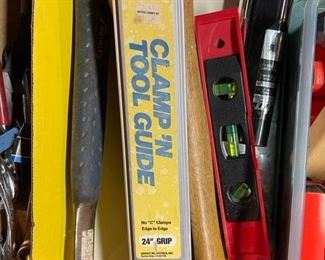 CLAMP 'N
TOOL GUIDE
No "C" Clamps
Edge to Edge
24" GRIP